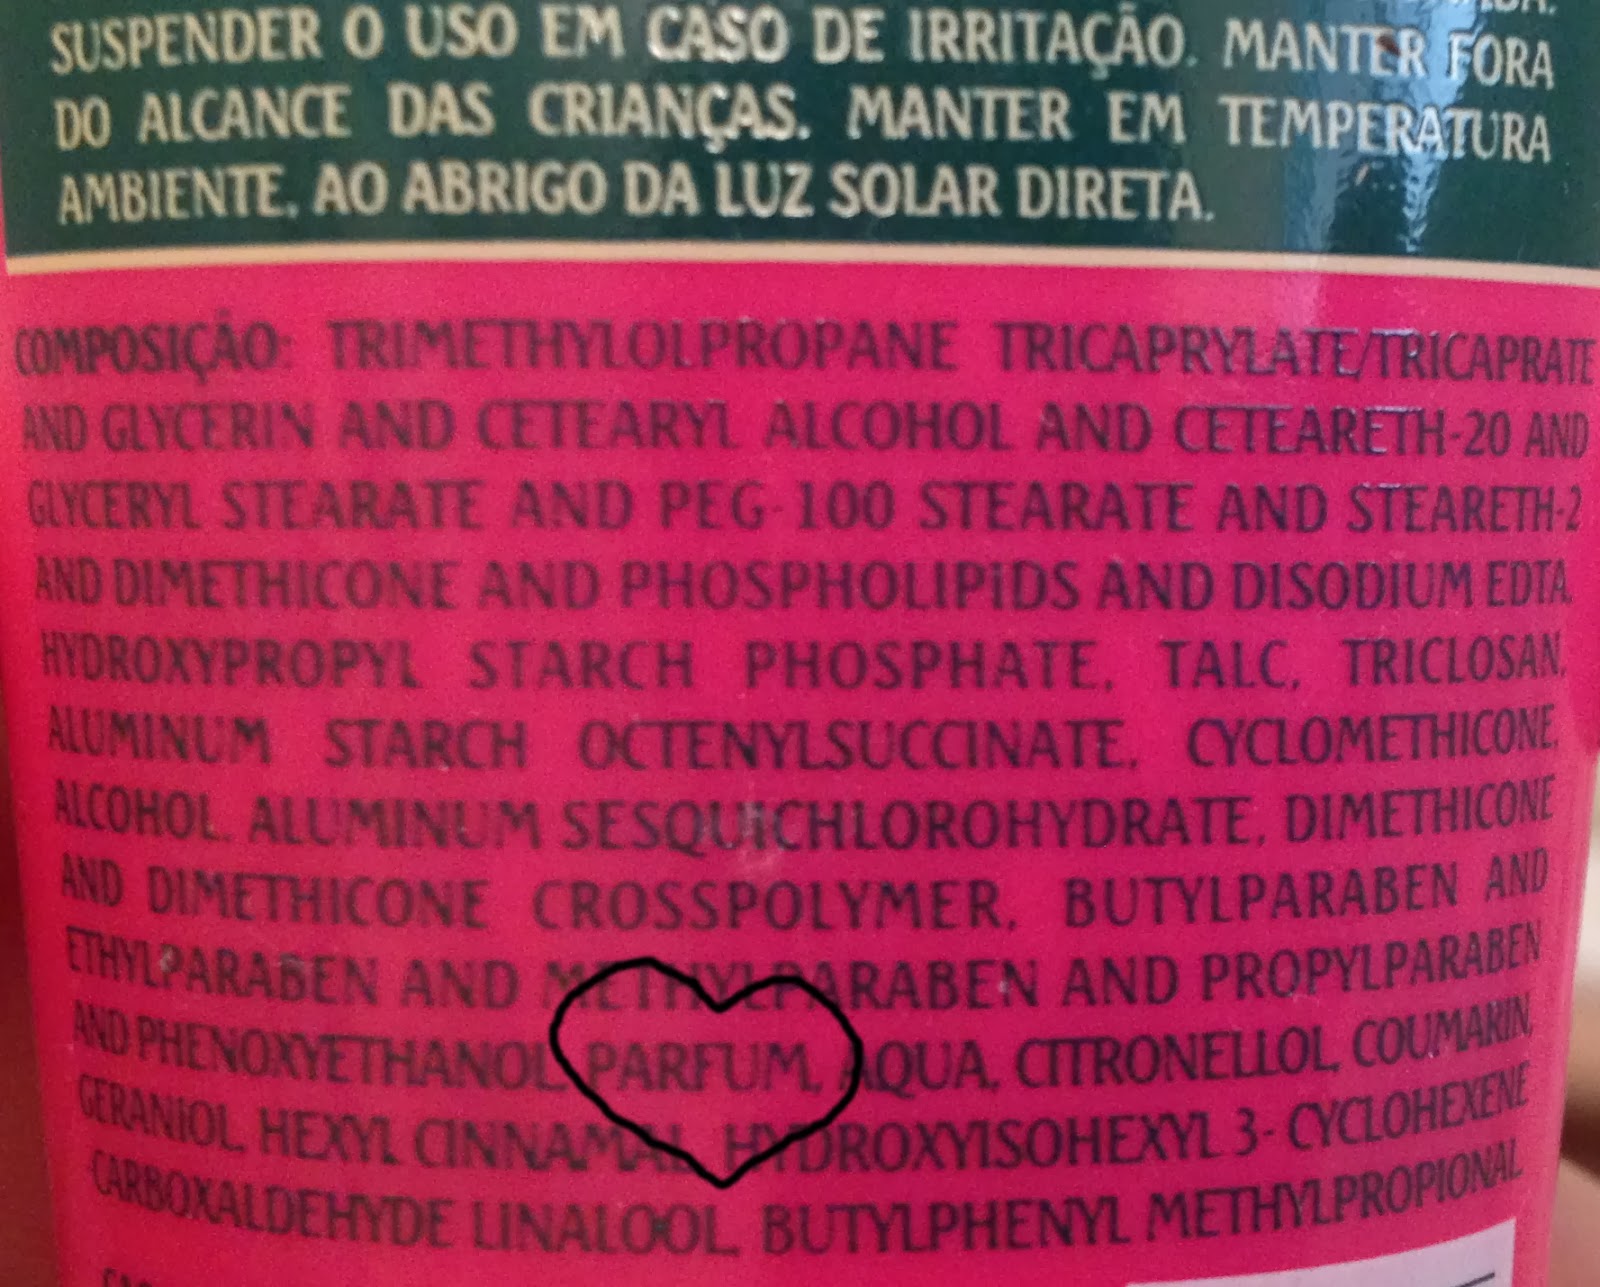 SUSPENDER O USO EM CASO DE IRRITAÇÃO. MANTER FORA
DO ALCANCE DAS CRIANÇAS. MANTER EM TEMPERATURA
AMBIENTE, AO ABRIGO DA LUZ SOLAR DIRETA.
COMPOSIÇÃO: TRIMETHYLOLPROPANE TRICAPRYLATE/TRICAPRATE
AND GLYCERIN AND CETEARYL ALCOHOL AND CETEARETH-20 AND
GLYCERYL STEARATE AND PEG-100 STEARATE AND STEARETH-2
AND DIMETHICONE AND PHOSPHOLIPiDS AND DISODIUM EDTA,
HYDROXYPROPYL STARCH PHOSPHATE, TALC, TRICLOSAN,
ALUMINUM STARCH OCTENYLSUCCINATE, CYCLOMETHICONE,
ALCOHOL, ALUMINUM SESQUICHLOROHYDRATE, DIMETHICONE
AND DIMETHICONE CROSSPOLYMER, BUTYLPARABEN AND
ETHYLPARABEN AND METHYLPARABEN AND PROPYLPARABEN
AND PHENOXYETHANOL, PARFUM, AQUA, CITRONELLOL, COUMARIN,
GERANIOL, HEXYL CINNAMAL, HYDROXYISOHEXYL 3- CYCLOHEXENE
CARBOXALDEHYDE LINALOOL, BUTYLPHENYL METHYLPROPIONAL